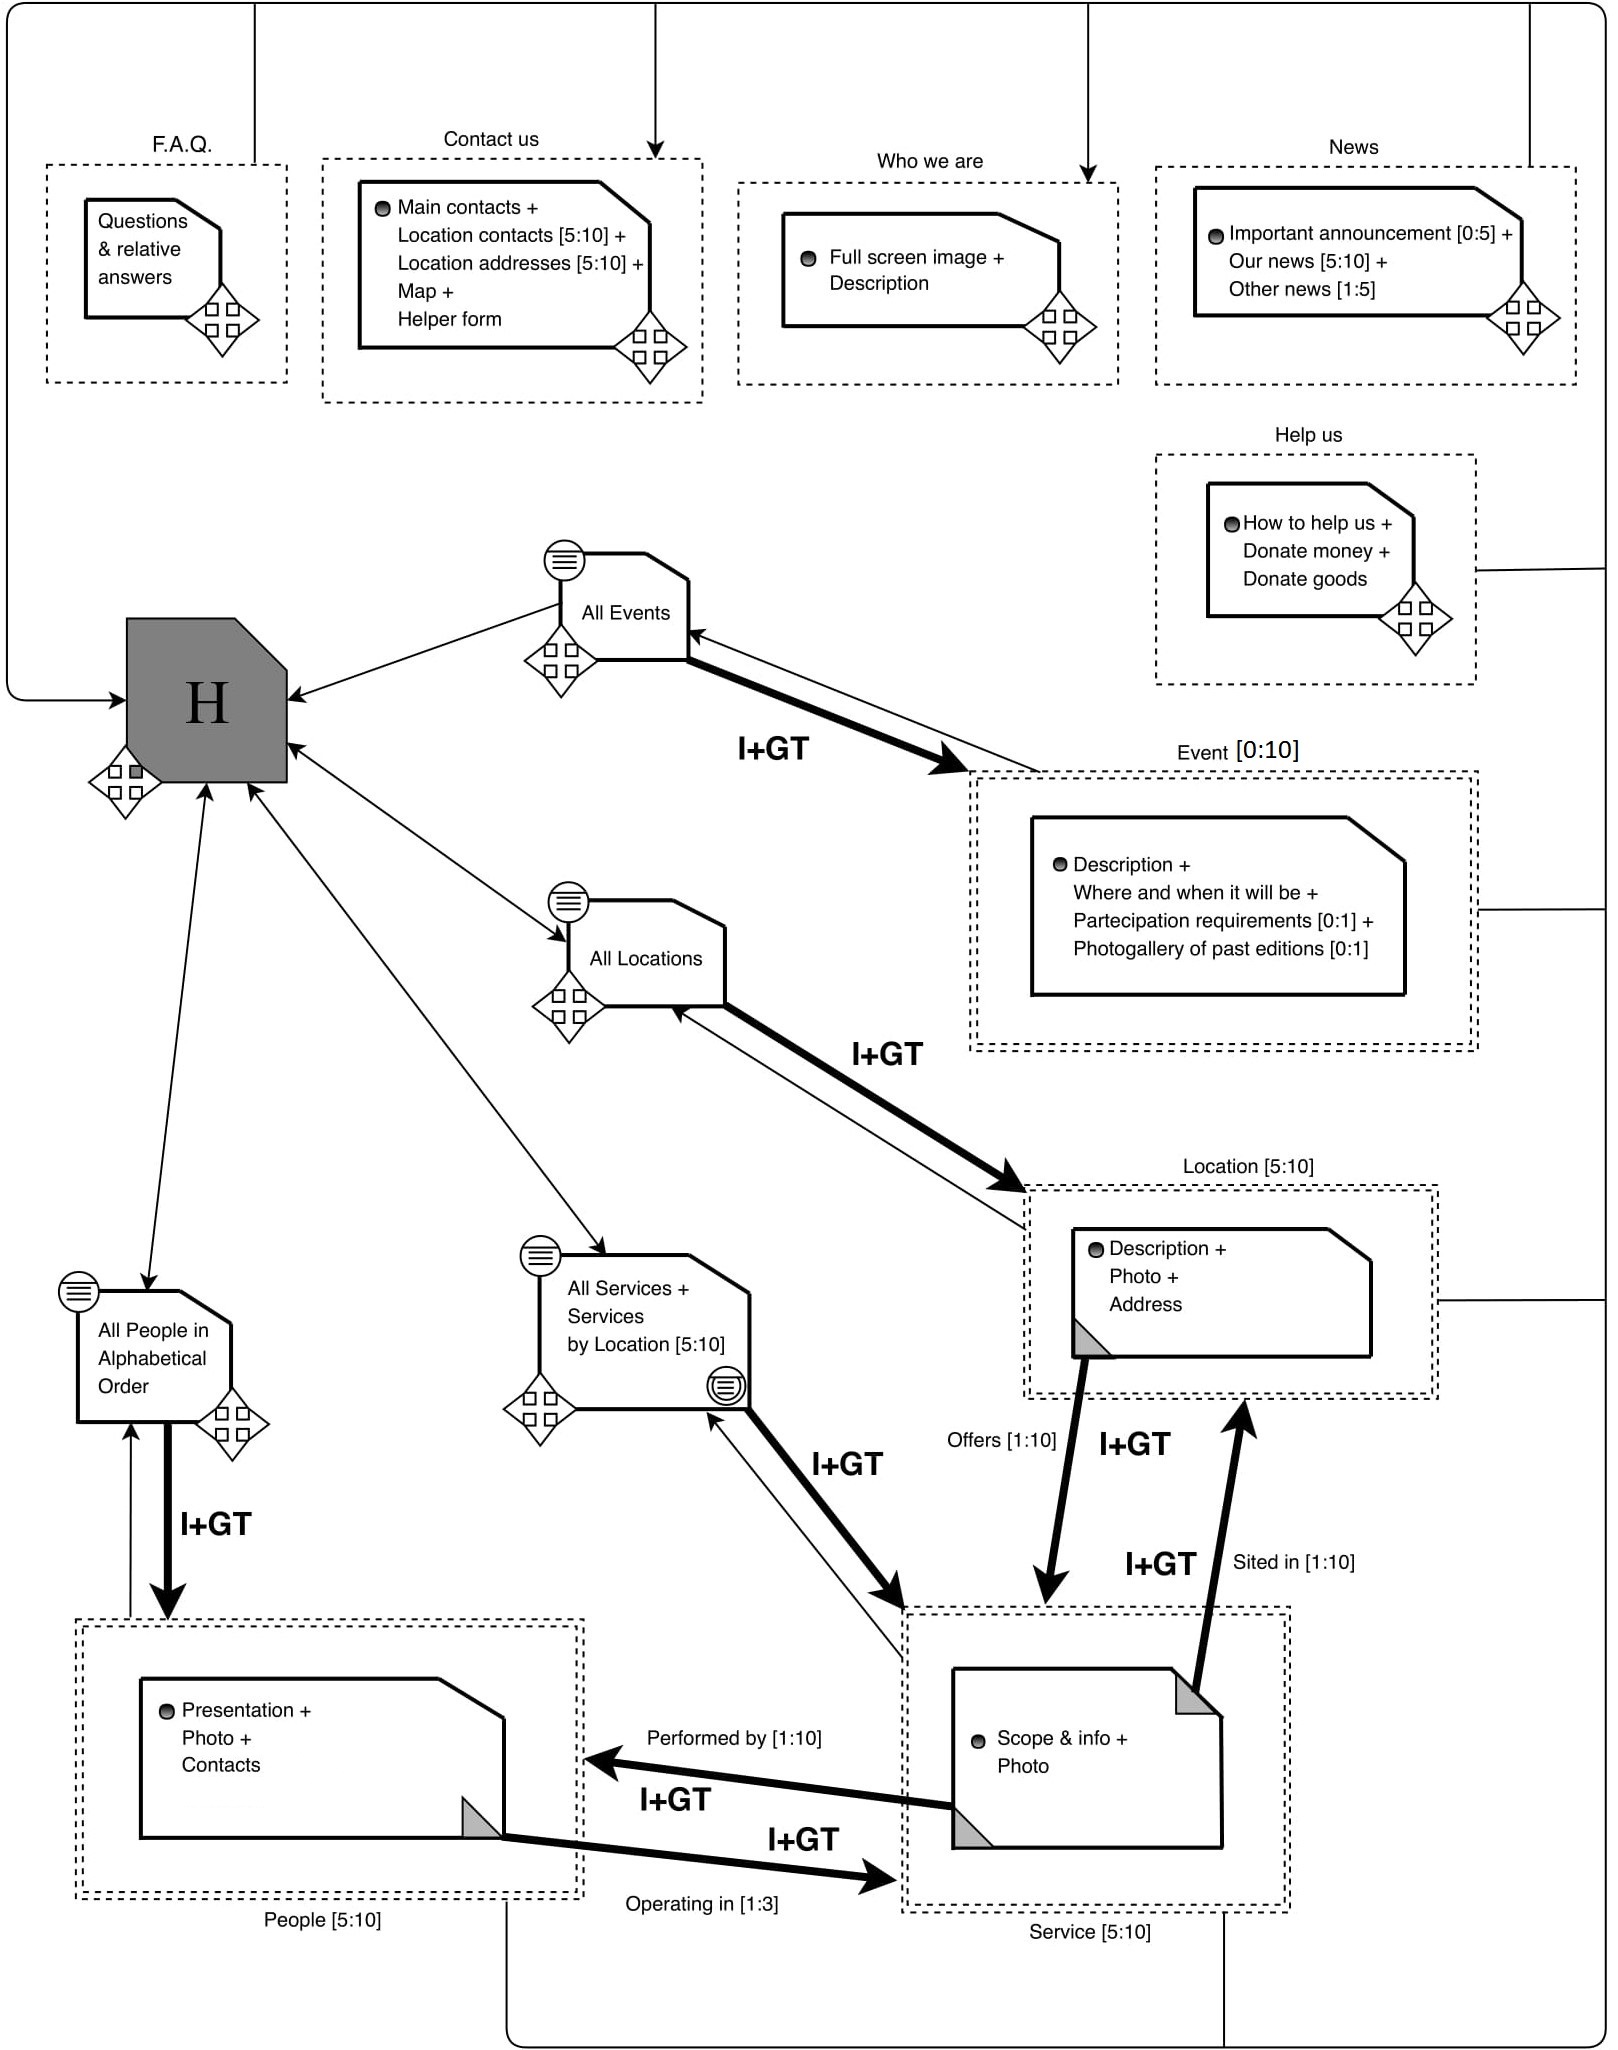 F.A.Q.
Questions
& relative
answers
Contact us
Main contacts +
Location contacts [5:10] +
Location addresses [5:10] +
Map +
Helper form
Who we are
Full screen image +
Description
News
Important announcement [0:5] +
Our news [5:10] +
Other news [1:5]
Help us
How to help us +
Donate money +
Donate goods
All Events
H
I+GT
Event [0:10]
Description +
Where and when it will be +
Partecipation requirements [0:1] +
Photogallery of past editions [0:1]
All Locations
I+GT
Location [5:10]
Description +
Photo +
Address
All Services +
Services
by Location [5:10]
All People in
Alphabetical
Order
Offers [1:10]
I+GT
I+GT
I+GT
I+GT
Sited in [1:10]
Presentation +
Photo +
Contacts
Performed by [1:10]
I+GT
Scope & info +
Photo
I+GT
Operating in [1:3]
People [5:10]
Service [5:10]